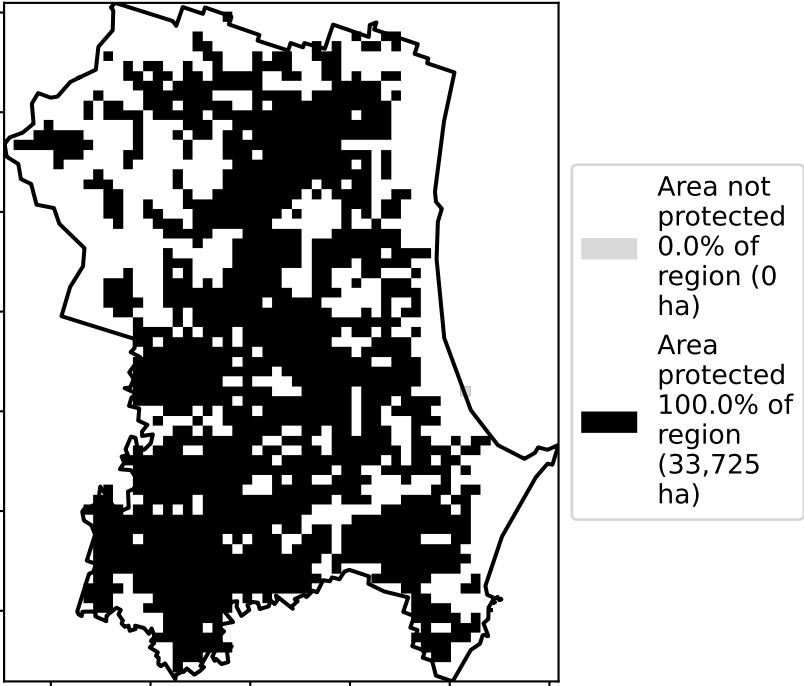 Area not
protected
0.0% of
region (0
ha)
Area
protected
100.0% of
region
(33,725
ha)